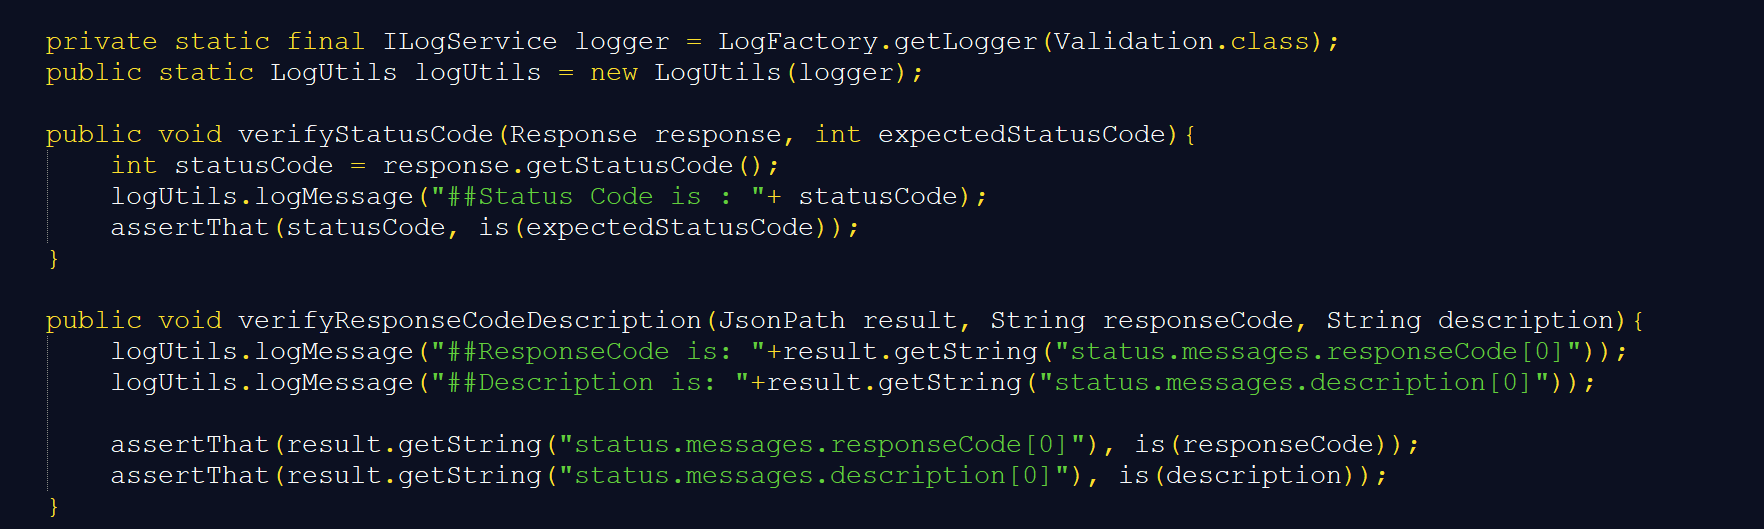 private static final ILogService logger = LogFactory.getLogger(Validation.class);
public static LogUtils logUtils = new LogUtils(logger);
public void verifyStatusCode(Response response, int expectedStatusCode){
    int statusCode = response.getStatusCode();
    logUtils.logMessage("##Status Code is : "+ statusCode);
    assertThat(statusCode, is(expectedStatusCode));
}
public void verifyResponseCodeDescription(JsonPath result, String responseCode, String description){
    logUtils.logMessage("##ResponseCode is: "+result.getString("status.messages.responseCode[0]"));
    logUtils.logMessage("##Description is: "+result.getString("status.messages.description[0]"));
    assertThat(result.getString("status.messages.responseCode[0]"), is(responseCode));
    assertThat(result.getString("status.messages.description[0]"), is(description));
}